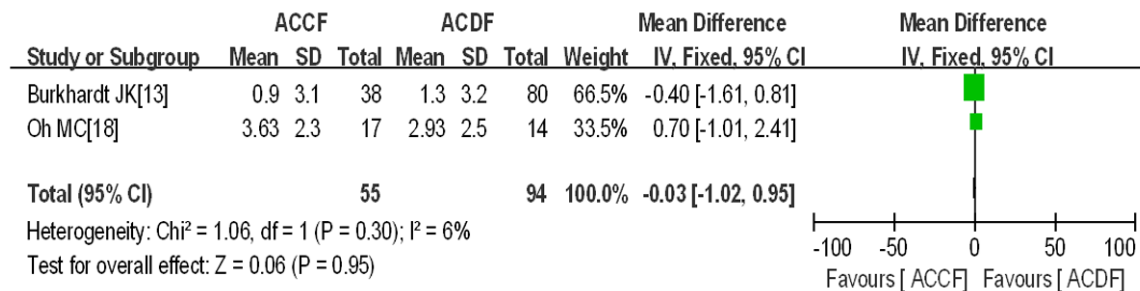 ACCF ACDF Mean Difference Mean Difference
Study or Subgroup Mean SD Total Mean SD Total Weight IV, Fixed, 95% CI IV, Fixed, 95% CI
Burkhardt JK[13] 0.9 3.1 38 1.3 3.2 80 66.5% -0.40 [-1.61, 0.81]
Oh MC[18] 3.63 2.3 17 2.93 2.5 14 33.5% 0.70 [-1.01, 2.41]
Total (95% CI) 55 94 100.0% -0.03 [-1.02, 0.95]
Heterogeneity: Chi² = 1.06, df = 1 (P = 0.30); I² = 6%
Test for overall effect: Z = 0.06 (P = 0.95)
-100 -50 0 50 100
Favours [ ACCF] Favours [ ACDF]